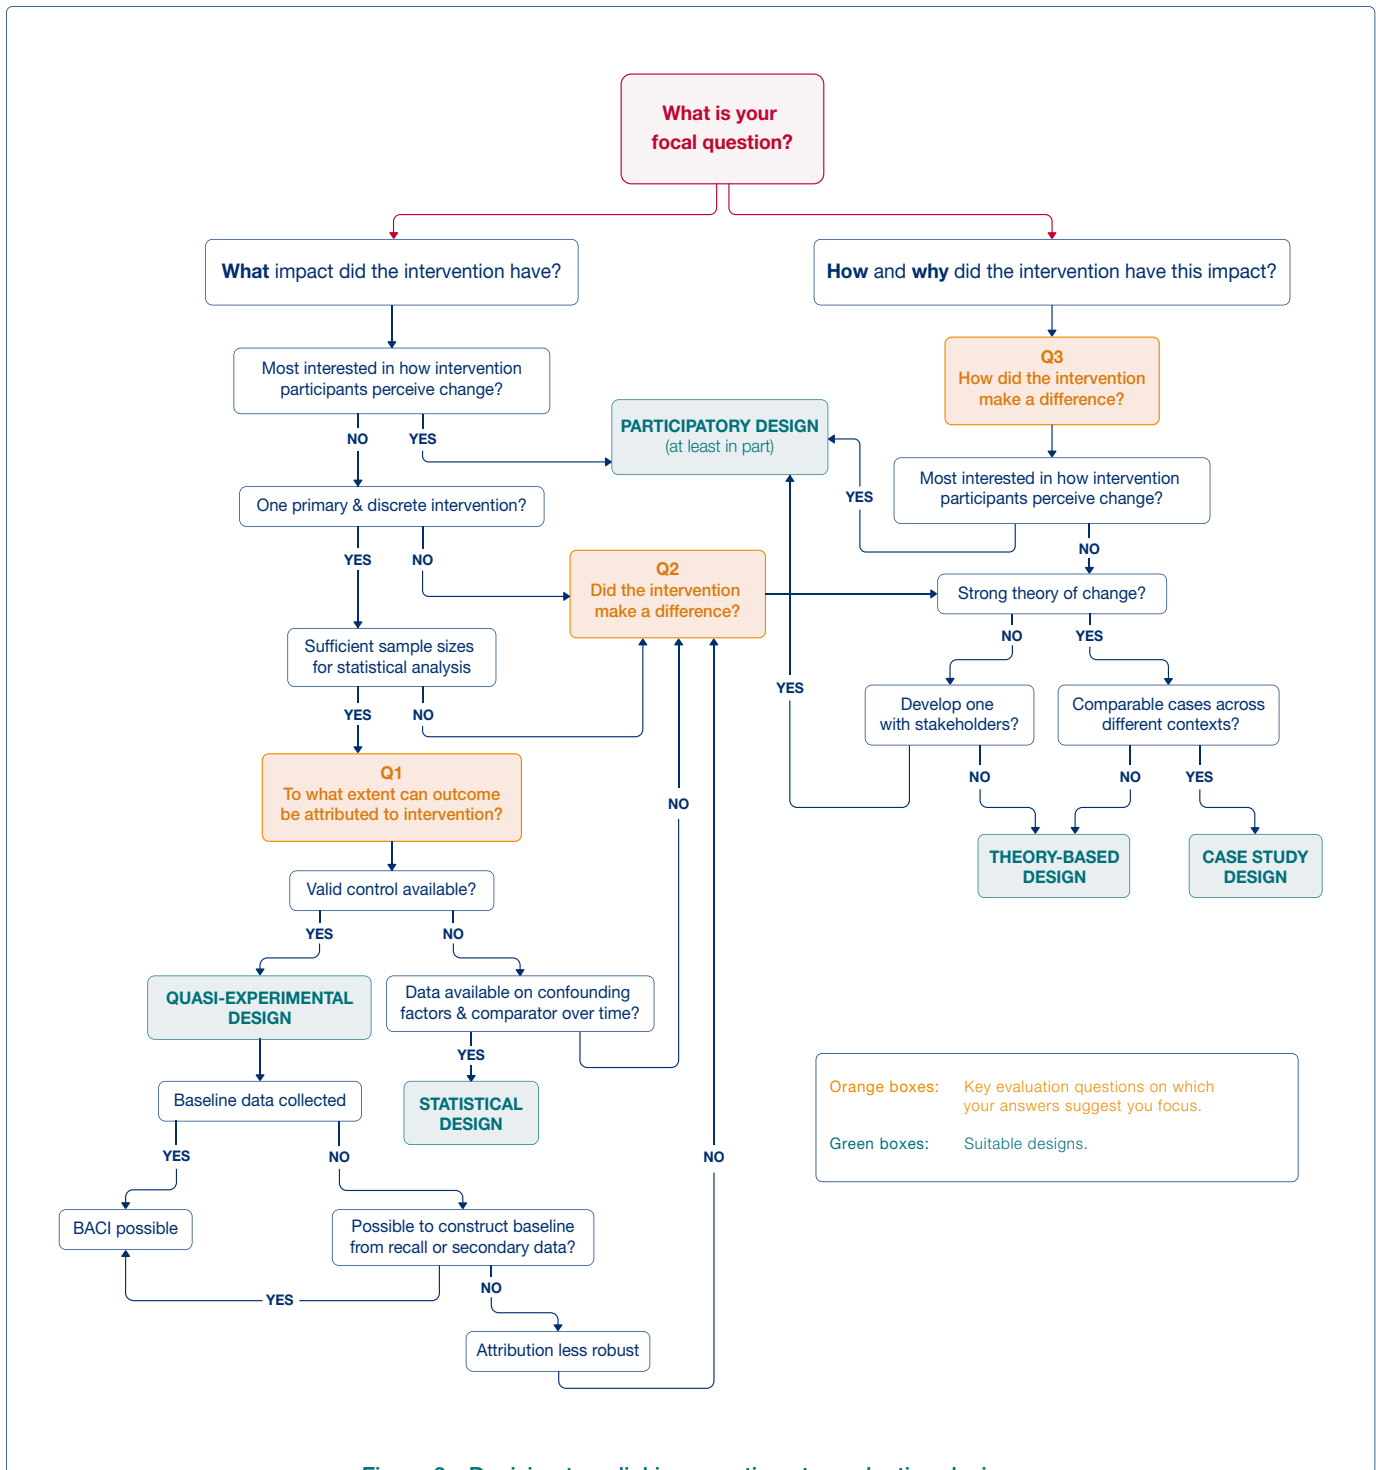 What is your
focal question?
What impact did the intervention have?
How and why did the intervention have this impact?
Most interested in how intervention
participants perceive change?
NO
YES
PARTICIPATORY DESIGN
(at least in part)
Q3
How did the intervention
make a difference?
Most interested in how intervention
participants perceive change?
YES
NO
One primary & discrete intervention?
YES
NO
Q2
Did the intervention
make a difference?
Strong theory of change?
NO
YES
Sufficient sample sizes
for statistical analysis
YES
NO
YES
Develop one
with stakeholders?
Comparable cases across
different contexts?
NO
NO
YES
Q1
To what extent can outcome
be attributed to intervention?
NO
THEORY-BASED
DESIGN
CASE STUDY
DESIGN
Valid control available?
YES
NO
QUASI-EXPERIMENTAL
DESIGN
Data available on confounding
factors & comparator over time?
YES
Baseline data collected
STATISTICAL
DESIGN
YES
NO
NO
Orange boxes: Key evaluation questions on which
your answers suggest you focus.
Green boxes: Suitable designs.
BACI possible
Possible to construct baseline
from recall or secondary data?
YES
NO
Attribution less robust